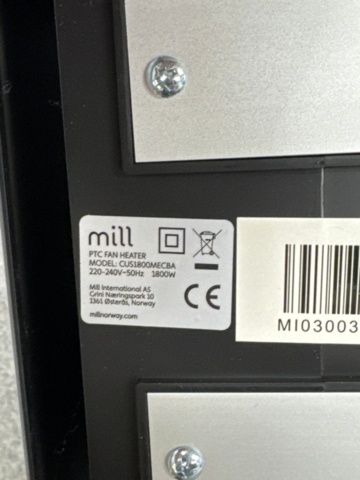 mill
PTC FAN HEATER
MODEL: CUS1800MECBA
220-240V~50Hz 1800W
CE
Mill International AS
Grini Næringspark 10
1361 Østerås, Norway
millnorway.com
MI03003